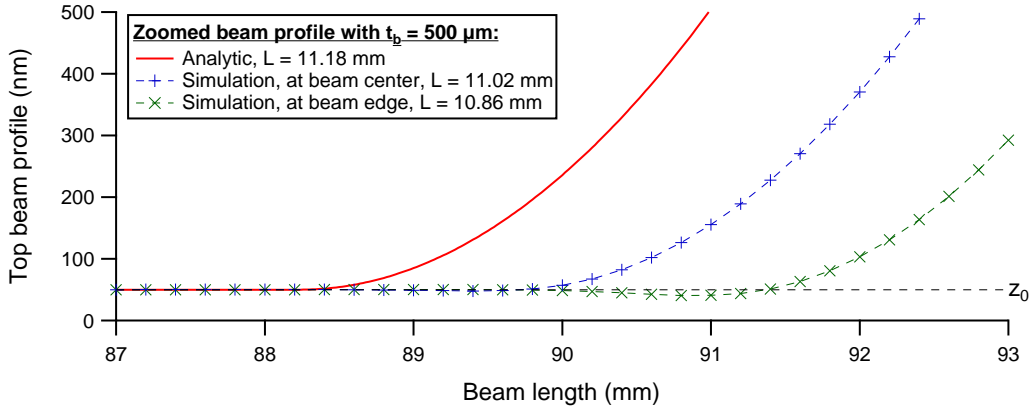 Zoomed beam profile with t_b = 500 µm:
Analytic, L = 11.18 mm
Simulation, at beam center, L = 11.02 mm
Simulation, at beam edge, L = 10.86 mm
Top beam profile (nm)
500
400
300
200
100
0
z_0
87
88
89
90
91
92
93
Beam length (mm)